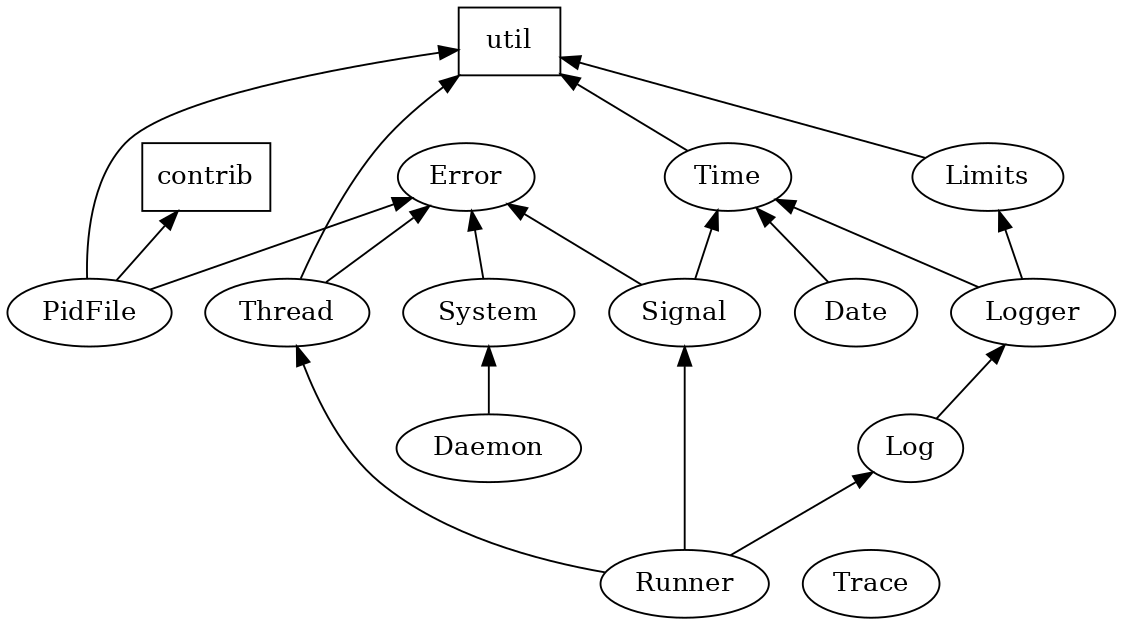 util
contrib
Error
Time
Limits
PidFile
Thread
System
Signal
Date
Logger
Daemon
Log
Runner
Trace